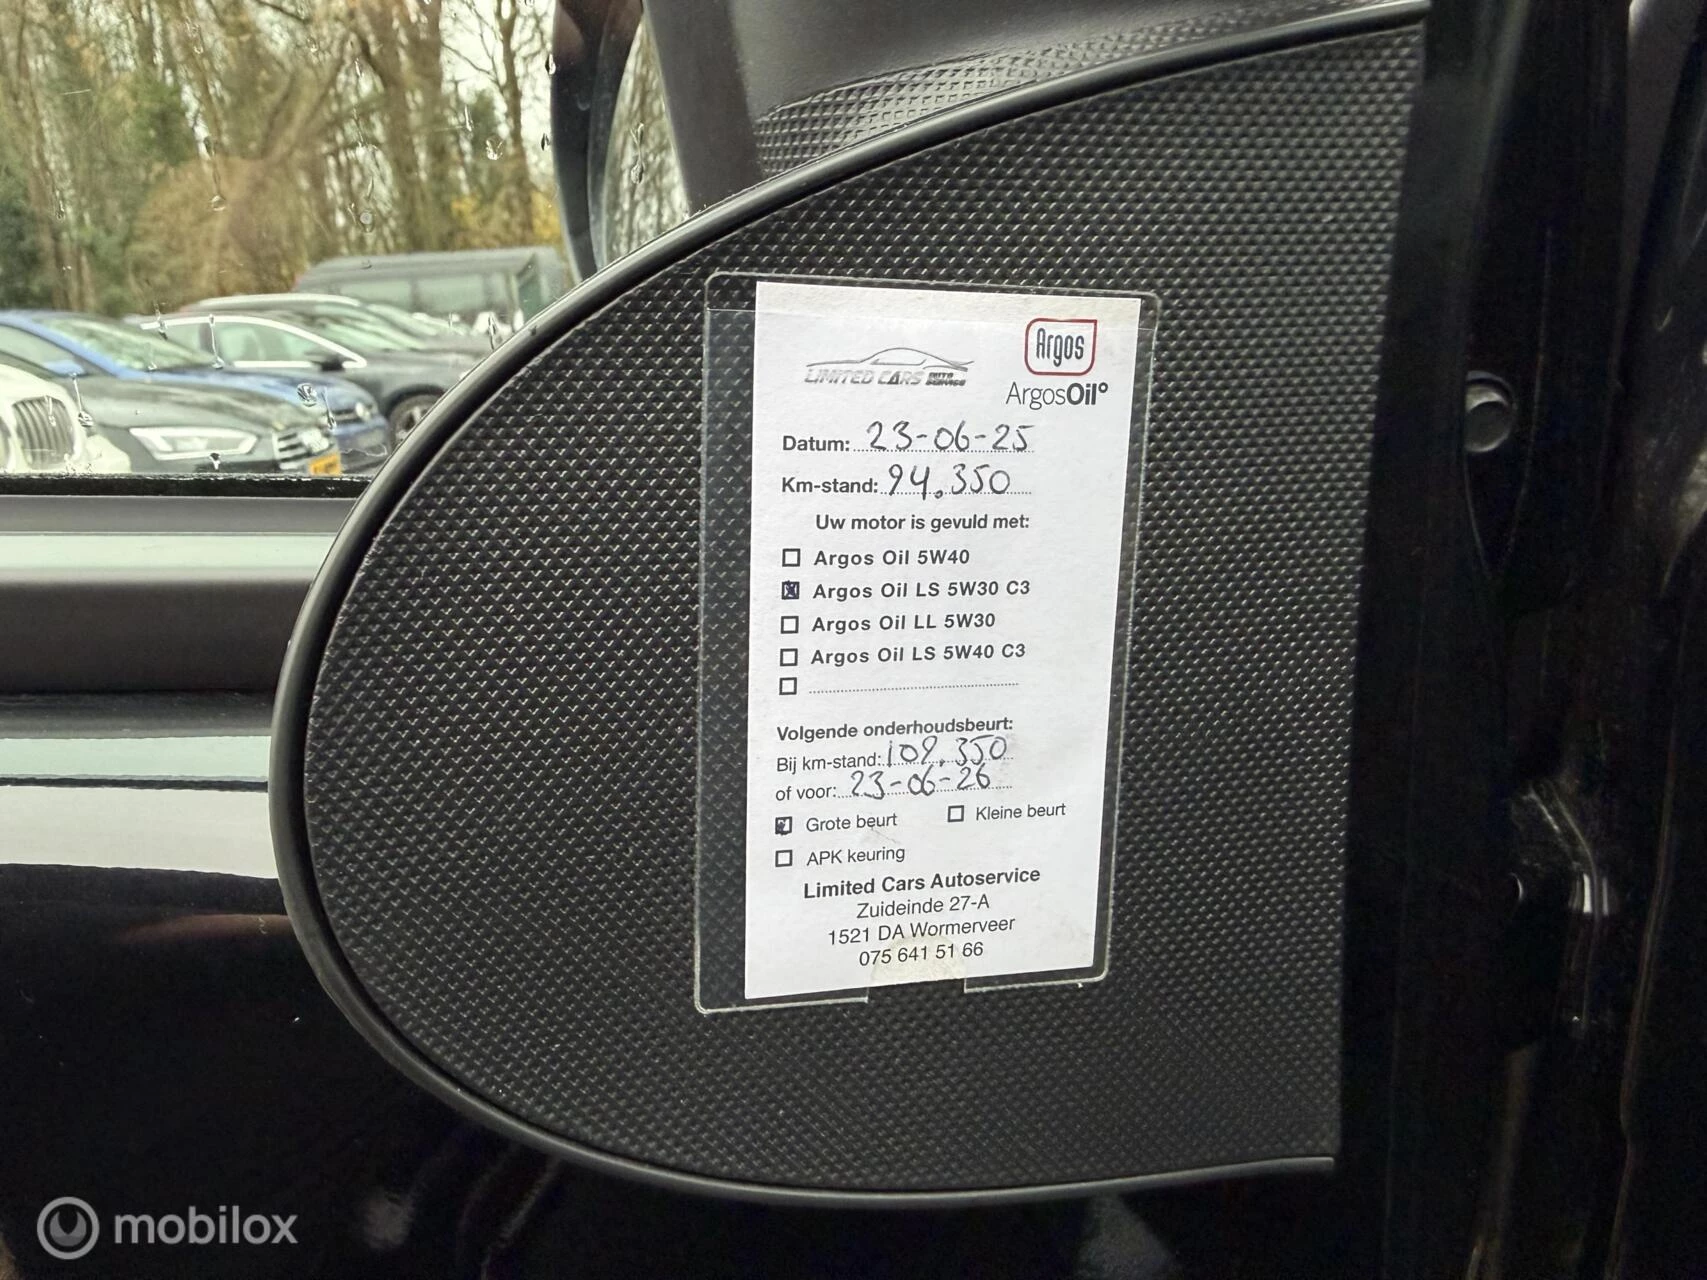 LIMITED CARS AUTO SERVICE
Argos
ArgosOil°
Datum: 23-06-25
Km-stand: 94.350
Uw motor is gevuld met:
Argos Oil 5W40
Argos Oil LS 5W30 C3
Argos Oil LL 5W30
Argos Oil LS 5W40 C3
Volgende onderhoudsbeurt:
Bij km-stand: 109.350
of voor: 23-06-26
Grote beurt Kleine beurt
APK keuring
Limited Cars Autoservice
Zuideinde 27-A
1521 DA Wormerveer
075 641 51 66
mobilox